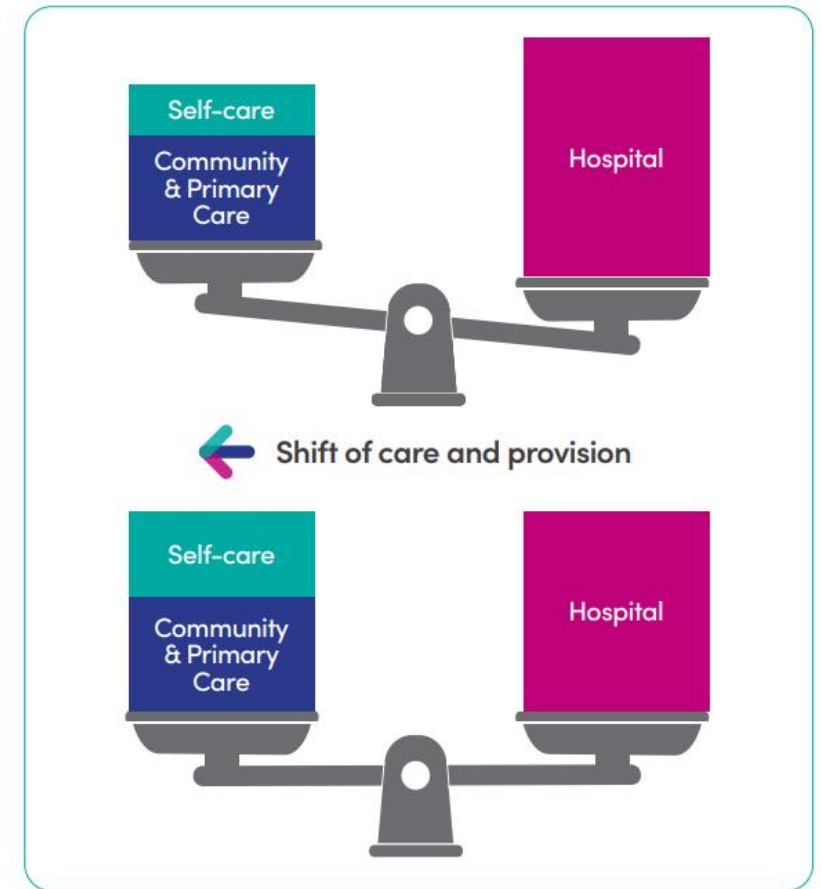 Self-care
Community
& Primary
Care
Hospital
Shift of care and provision
Self-care
Community
& Primary
Care
Hospital